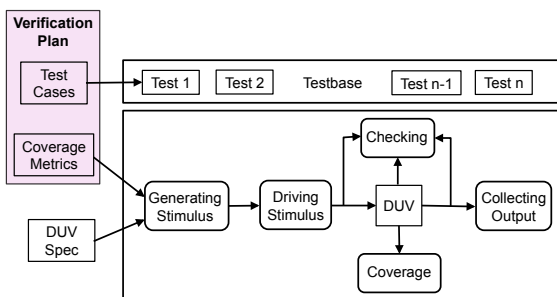 Verification
Plan
Test
Cases
Test 1
Test 2
Testbase
Test n-1
Test n
Coverage
Metrics
Checking
Generating
Stimulus
Driving
Stimulus
DUV
Collecting
Output
DUV
Spec
Coverage